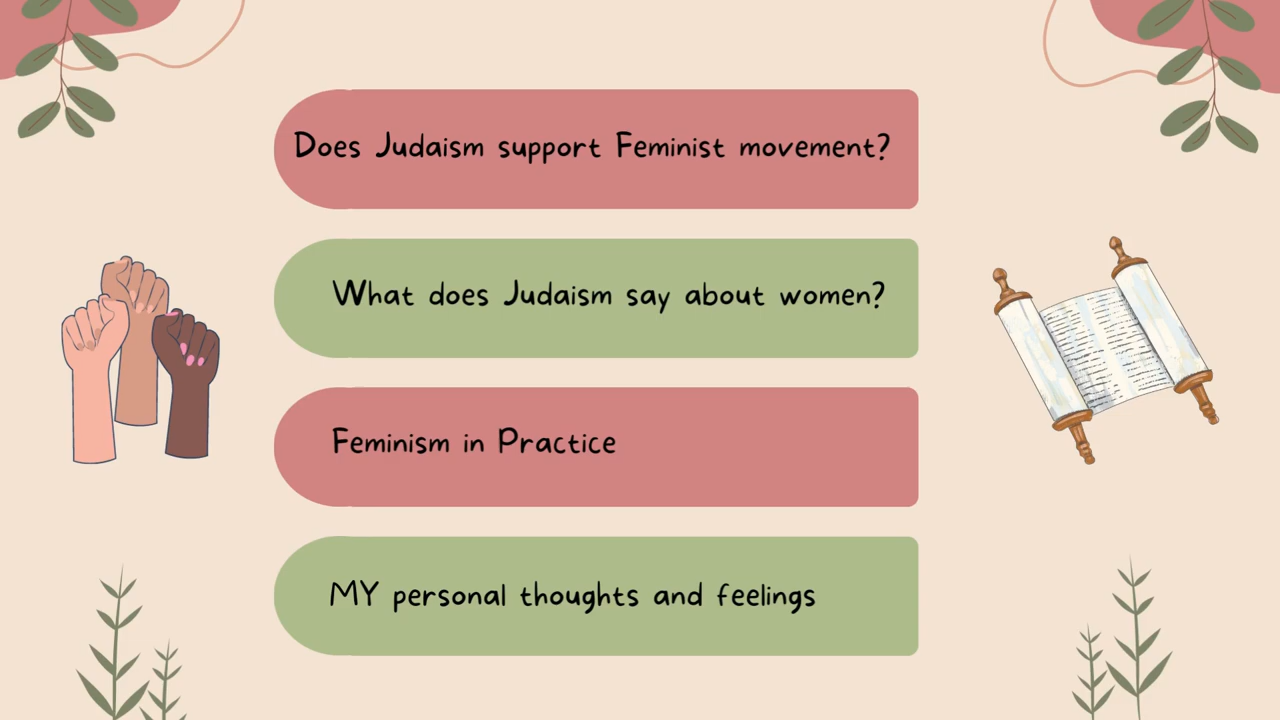 Does Judaism support Feminist movement?
What does Judaism say about women?
Feminism in Practice
MY personal thoughts and feelings